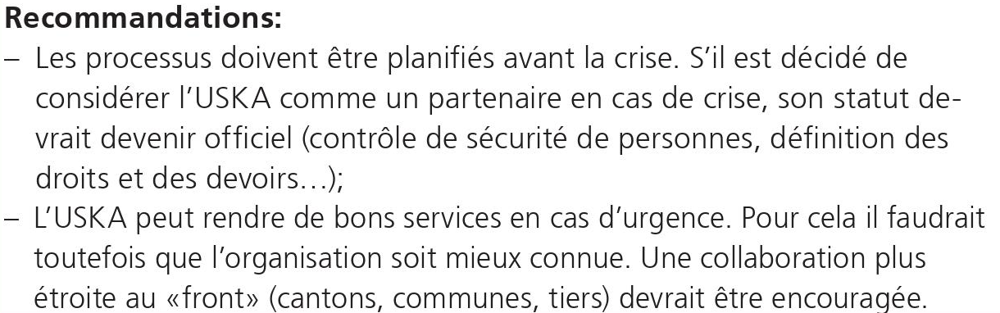 Recommandations:
– Les processus doivent être planifiés avant la crise. S’il est décidé de
considérer l’USKA comme un partenaire en cas de crise, son statut de-
vrait devenir officiel (contrôle de sécurité de personnes, définition des
droits et des devoirs…);
– L’USKA peut rendre de bons services en cas d’urgence. Pour cela il faudrait
toutefois que l’organisation soit mieux connue. Une collaboration plus
étroite au «front» (cantons, communes, tiers) devrait être encouragée.